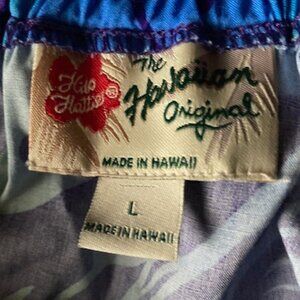 Hilo
Hattie ®
The
Hawaiian
Original
MADE IN HAWAII
L
MADE IN HAWAII